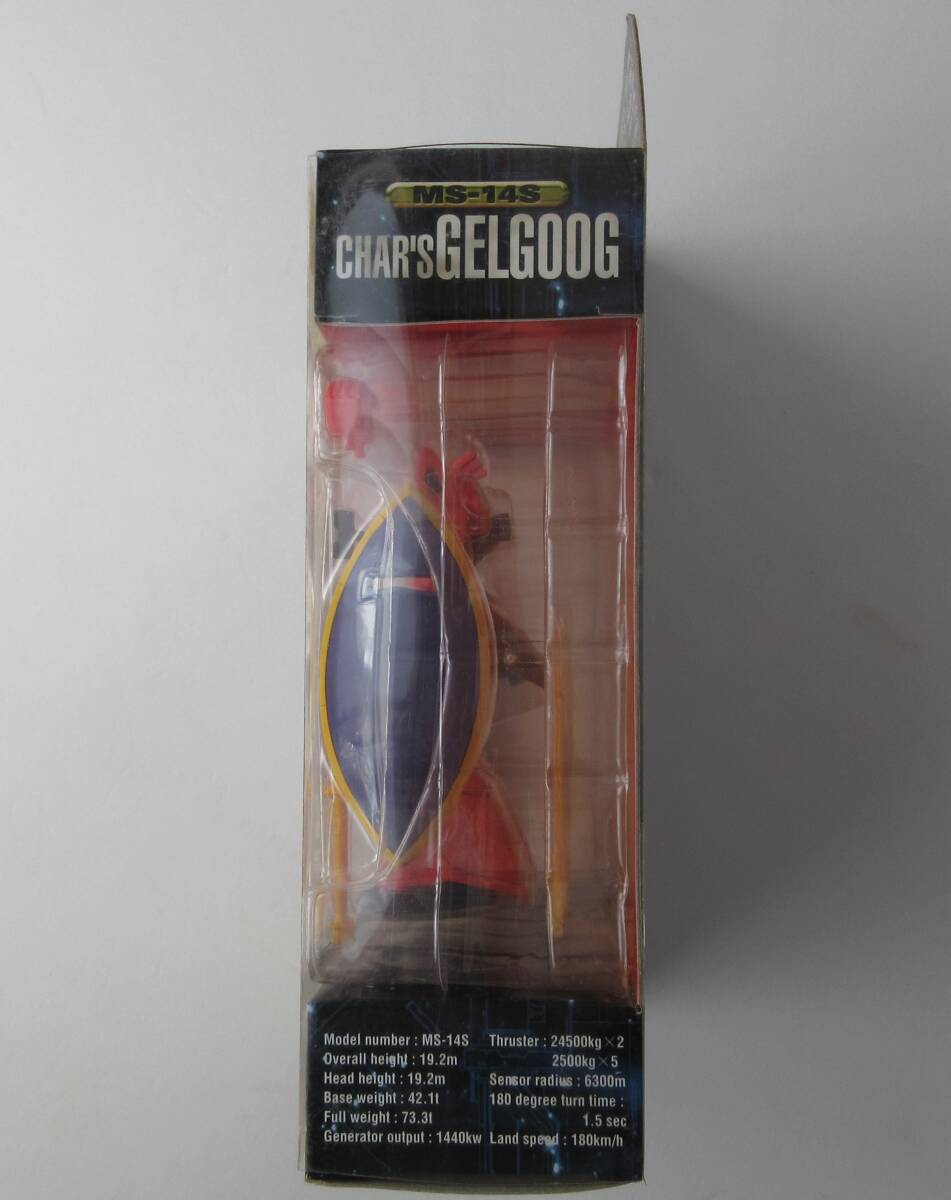 MS-14S
CHAR'S GELGOOG
Model number : MS-14S
Overall height : 19.2m
Head height : 19.2m
Base weight : 42.1t
Full weight : 73.3t
Generator output : 1440kw
Thruster : 24500kg×2
2500kg×5
Sensor radius : 6300m
180 degree turn time :
1.5 sec
Land speed : 180km/h